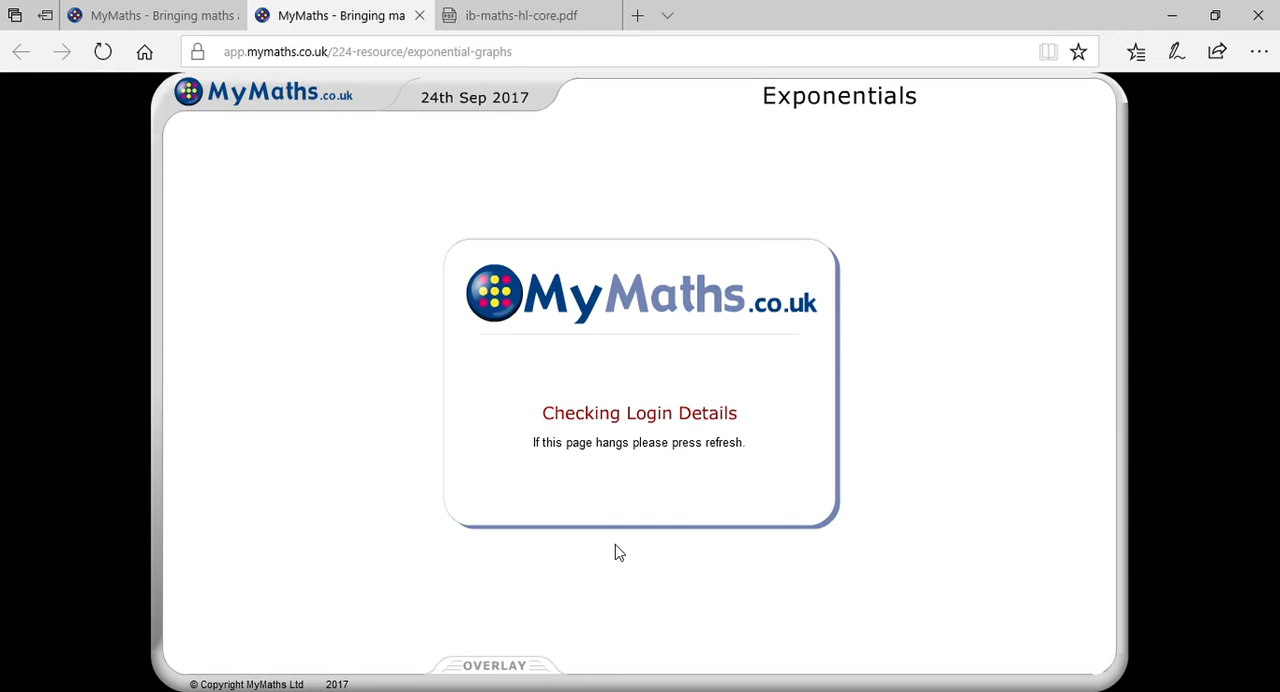 MyMaths - Bringing maths
MyMaths - Bringing ma
ib-maths-hl-core.pdf
app.mymaths.co.uk/224-resource/exponential-graphs
MyMaths.co.uk
24th Sep 2017
Exponentials
MyMaths.co.uk
Checking Login Details
If this page hangs please press refresh.
OVERLAY
© Copyright MyMaths Ltd 2017